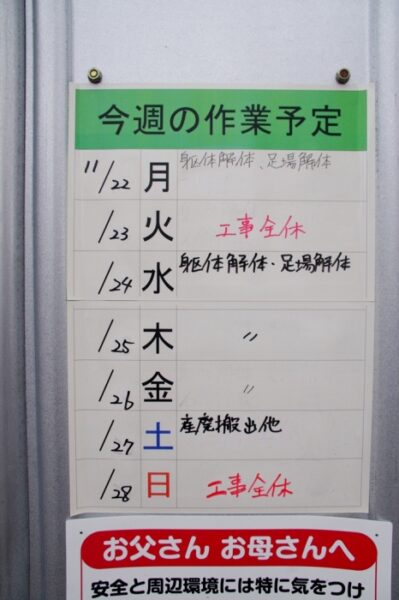 今週の作業予定
11/22 月 躯体解体、足場解体
/23 火 工事全休
/24 水 躯体解体・足場解体
/25 木 〃
/26 金 〃
/27 土 産廃搬出他
/28 日 工事全休
お父さん お母さんへ
安全と周辺環境には特に気をつけ